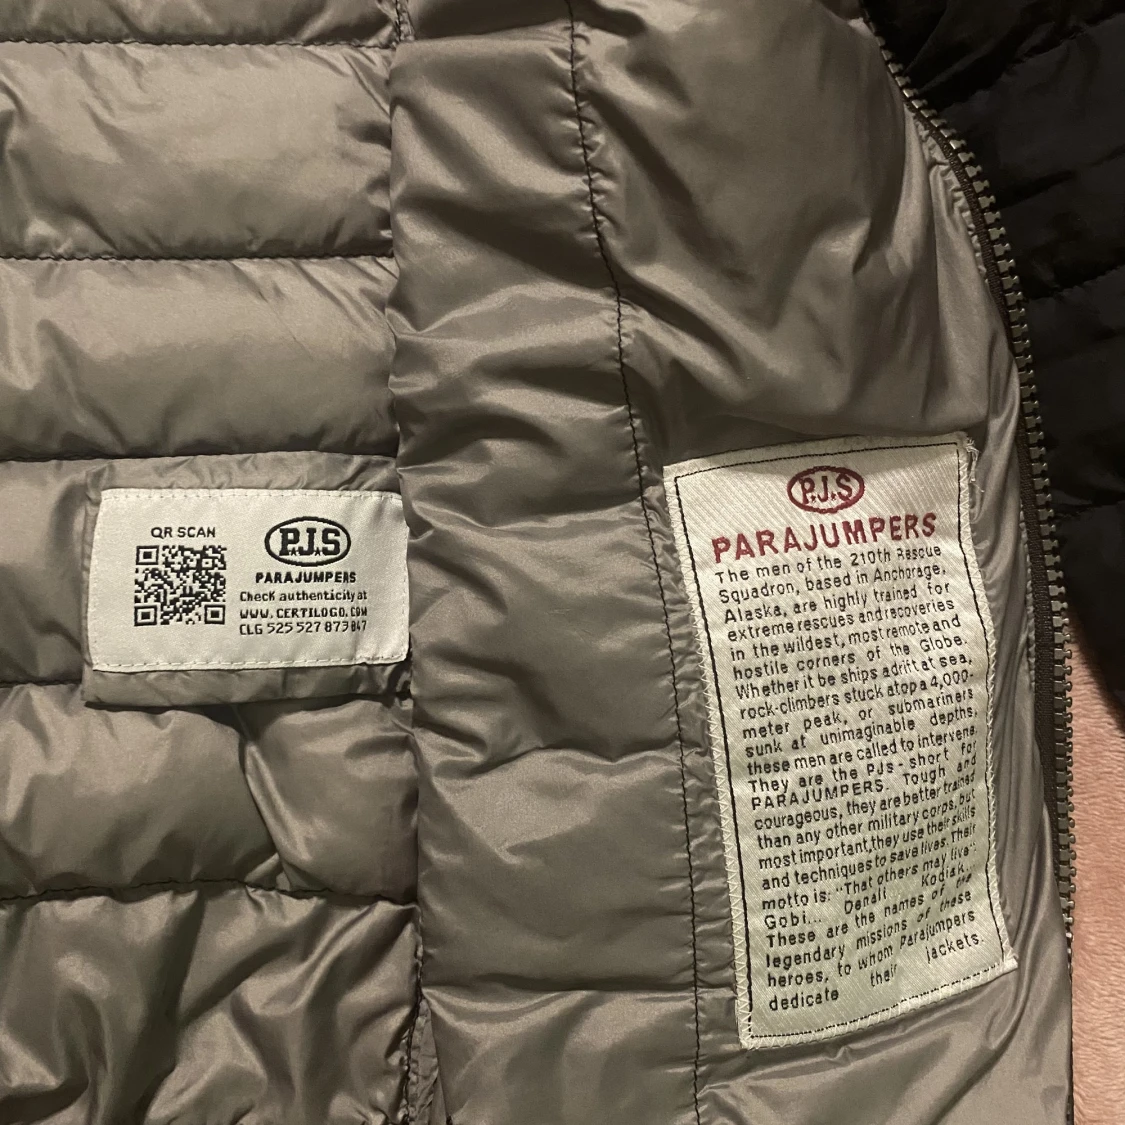 QR SCAN
P.J.S
PARAJUMPERS
Check authenticity at
WWW.CERTILOGO.COM
CLG 525 527 873 847
P.J.S
PARAJUMPERS
The men of the 210th Rescue
Squadron, based in Anchorage,
Alaska, are highly trained for
extreme rescues and recoveries
in the wildest, most remote and
hostile corners of the Globe.
Whether it be ships adrift at sea,
rock-climbers stuck atop a 4,000-
meter peak, or submariners
sunk at unimaginable depths,
these men are called to intervene.
They are the PJs - short for
PARAJUMPERS. Tough and
courageous, they are better trained
than any other military corps, but
most important, they use their skills
and techniques to save lives. Their
motto is: "That others may live".
Gobi... Denali... Kodiak.
These are the names of the
legendary missions of these
heroes, to whom Parajumpers
dedicate their jackets.